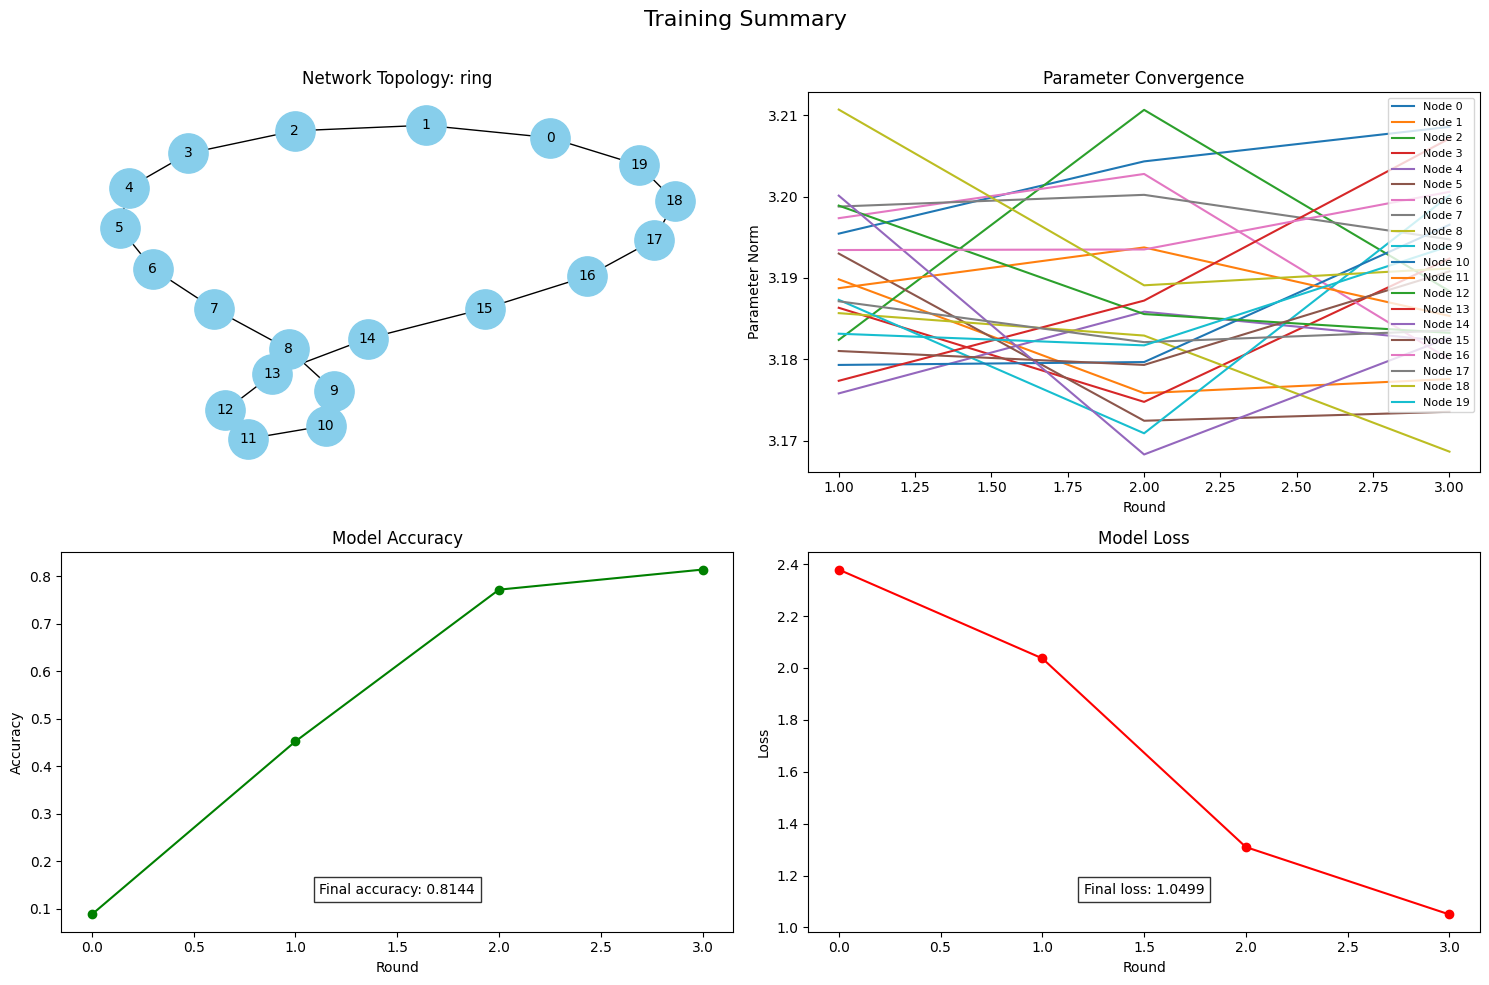 Training Summary
Network Topology: ring
0
1
2
3
4
5
6
7
8
9
10
11
12
13
14
15
16
17
18
19
Parameter Convergence
Parameter Norm
3.21
3.20
3.19
3.18
3.17
1.00 1.25 1.50 1.75 2.00 2.25 2.50 2.75 3.00
Round
Node 0
Node 1
Node 2
Node 3
Node 4
Node 5
Node 6
Node 7
Node 8
Node 9
Node 10
Node 11
Node 12
Node 13
Node 14
Node 15
Node 16
Node 17
Node 18
Node 19
Model Accuracy
Accuracy
0.8
0.7
0.6
0.5
0.4
0.3
0.2
0.1
Final accuracy: 0.8144
0.0 0.5 1.0 1.5 2.0 2.5 3.0
Round
Model Loss
Loss
2.4
2.2
2.0
1.8
1.6
1.4
1.2
1.0
Final loss: 1.0499
0.0 0.5 1.0 1.5 2.0 2.5 3.0
Round